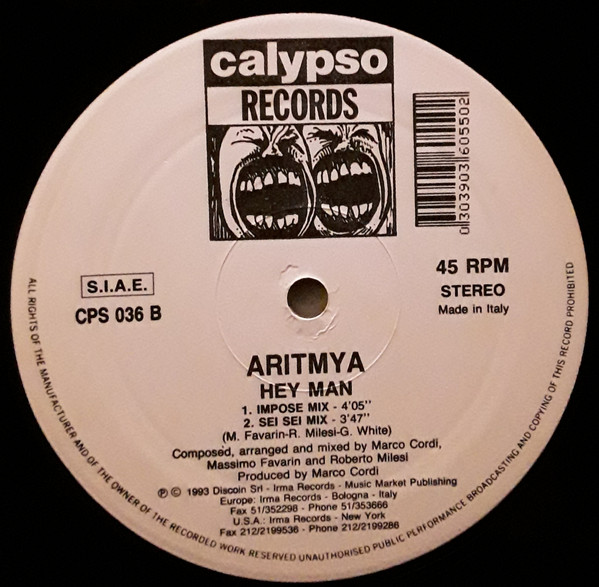 calypso
RECORDS
0303903605502
S.I.A.E.
CPS 036 B
45 RPM
STEREO
Made in Italy
ARITMYA
HEY MAN
1. IMPOSE MIX - 4'05"
2. SEI SEI MIX - 3'47"
(M. Favarin-R. Milesi-G. White)
Composed, arranged and mixed by Marco Cordi,
Massimo Favarin and Roberto Milesi
Produced by Marco Cordi
℗ © 1993 Discoin Srl - Irma Records - Music Market Publishing
Europe: Irma Records - Bologna - Italy
Fax 51/352298 - Phone 51/353666
U.S.A.: Irma Records - New York
Fax 212/2199536 - Phone 212/2199286
ALL RIGHTS OF THE MANUFACTURER AND OF THE OWNER OF THE RECORDED WORK RESERVED UNAUTHORISED PUBLIC PERFORMANCE BROADCASTING AND COPYING OF THIS RECORD PROHIBITED